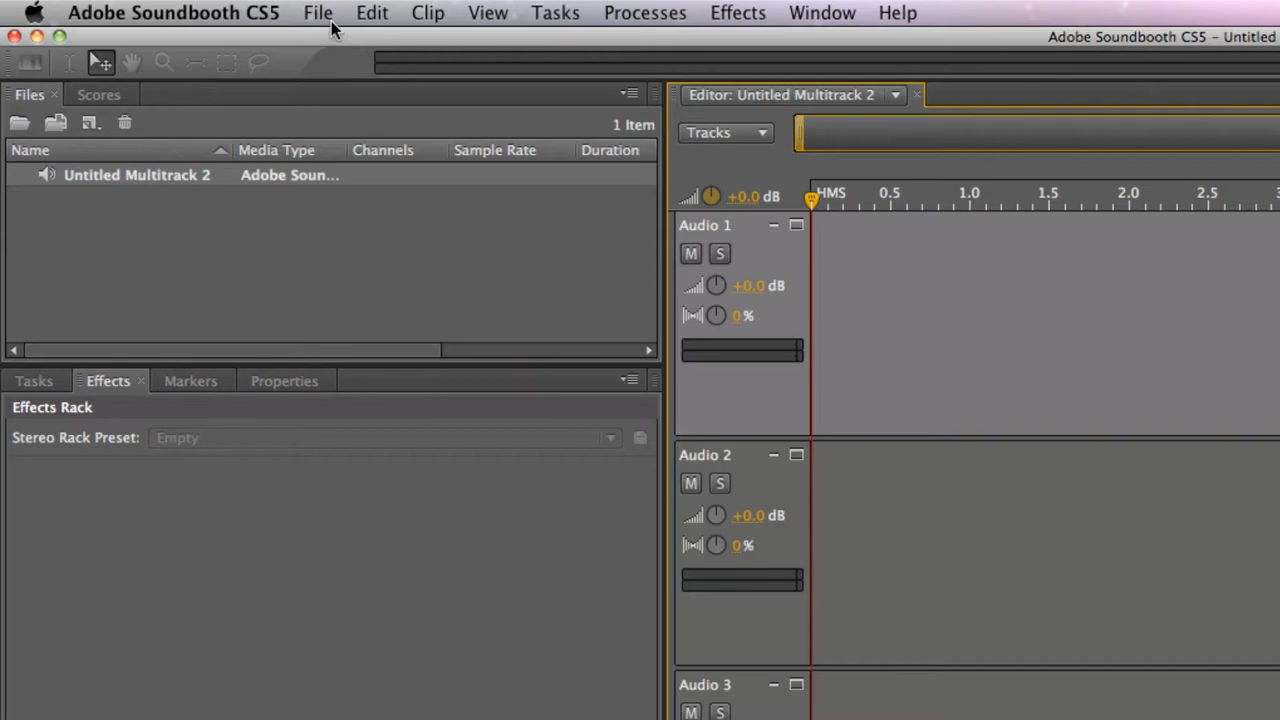 Adobe Soundbooth CS5 File Edit Clip View Tasks Processes Effects Window Help
Adobe Soundbooth CS5 – Untitled
Files Scores
Editor: Untitled Multitrack 2
1 Item
Tracks
Name Media Type Channels Sample Rate Duration
Untitled Multitrack 2 Adobe Soun...
+0.0 dB
HMS 0.5 1.0 1.5 2.0 2.5
Audio 1
M S
+0.0 dB
0 %
Tasks Effects Markers Properties
Effects Rack
Stereo Rack Preset: Empty
Audio 2
M S
+0.0 dB
0 %
Audio 3
M S